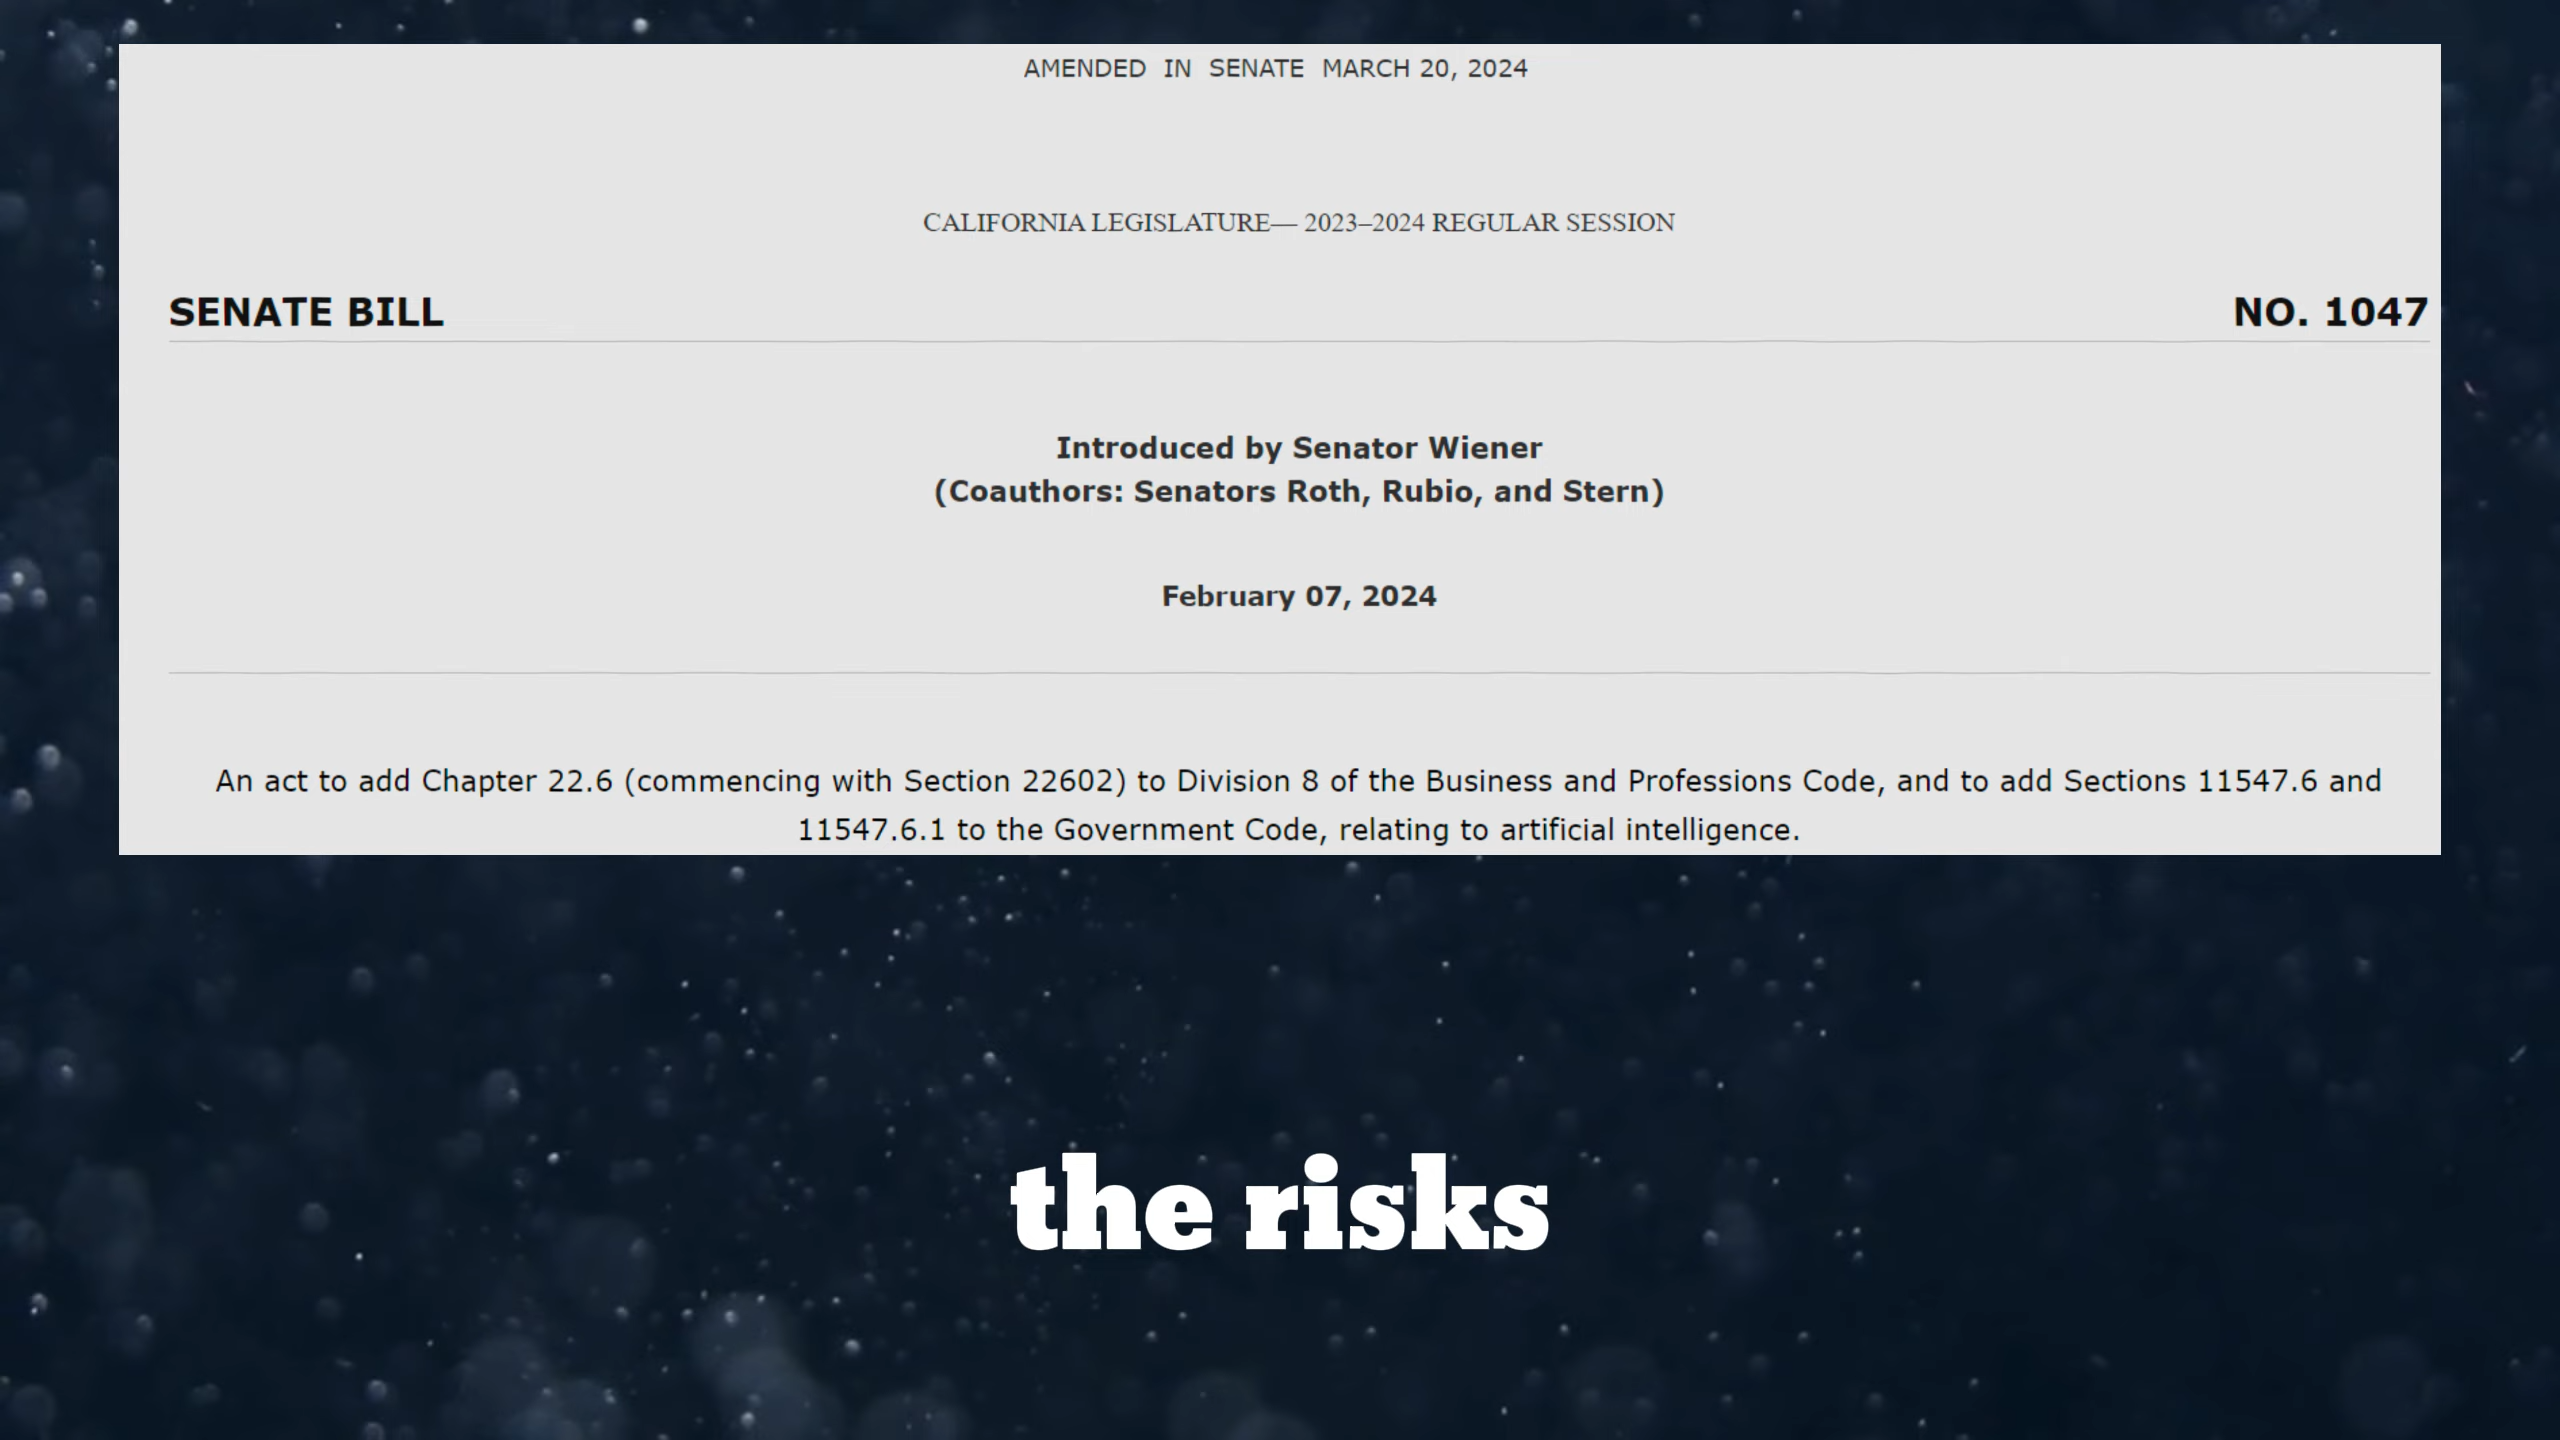 AMENDED IN SENATE MARCH 20, 2024
CALIFORNIA LEGISLATURE— 2023–2024 REGULAR SESSION
SENATE BILL NO. 1047
Introduced by Senator Wiener
(Coauthors: Senators Roth, Rubio, and Stern)
February 07, 2024
An act to add Chapter 22.6 (commencing with Section 22602) to Division 8 of the Business and Professions Code, and to add Sections 11547.6 and
11547.6.1 to the Government Code, relating to artificial intelligence.
the risks